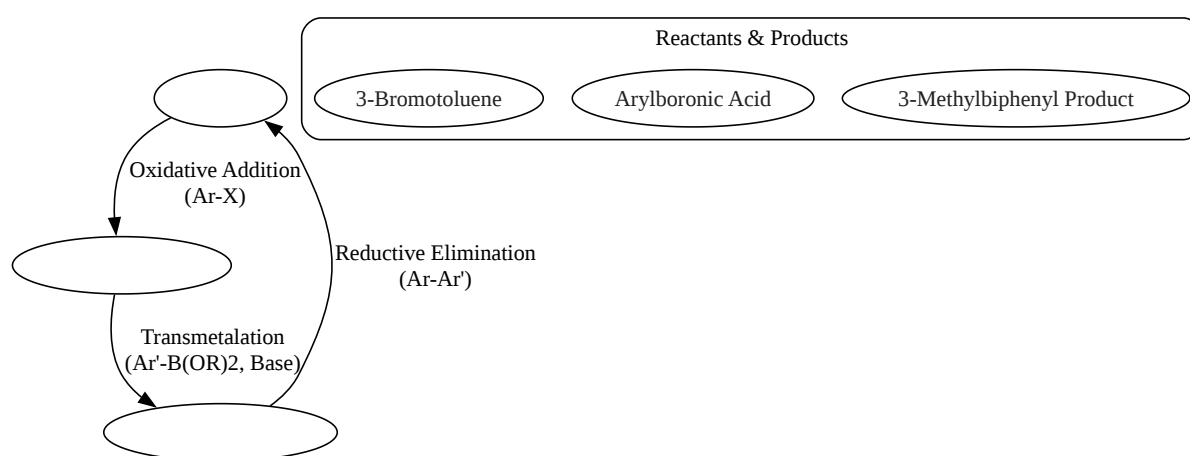 Reactants & Products
3-Bromotoluene
Arylboronic Acid
3-Methylbiphenyl Product
Oxidative Addition
(Ar-X)
Reductive Elimination
(Ar-Ar')
Transmetalation
(Ar'-B(OR)2, Base)